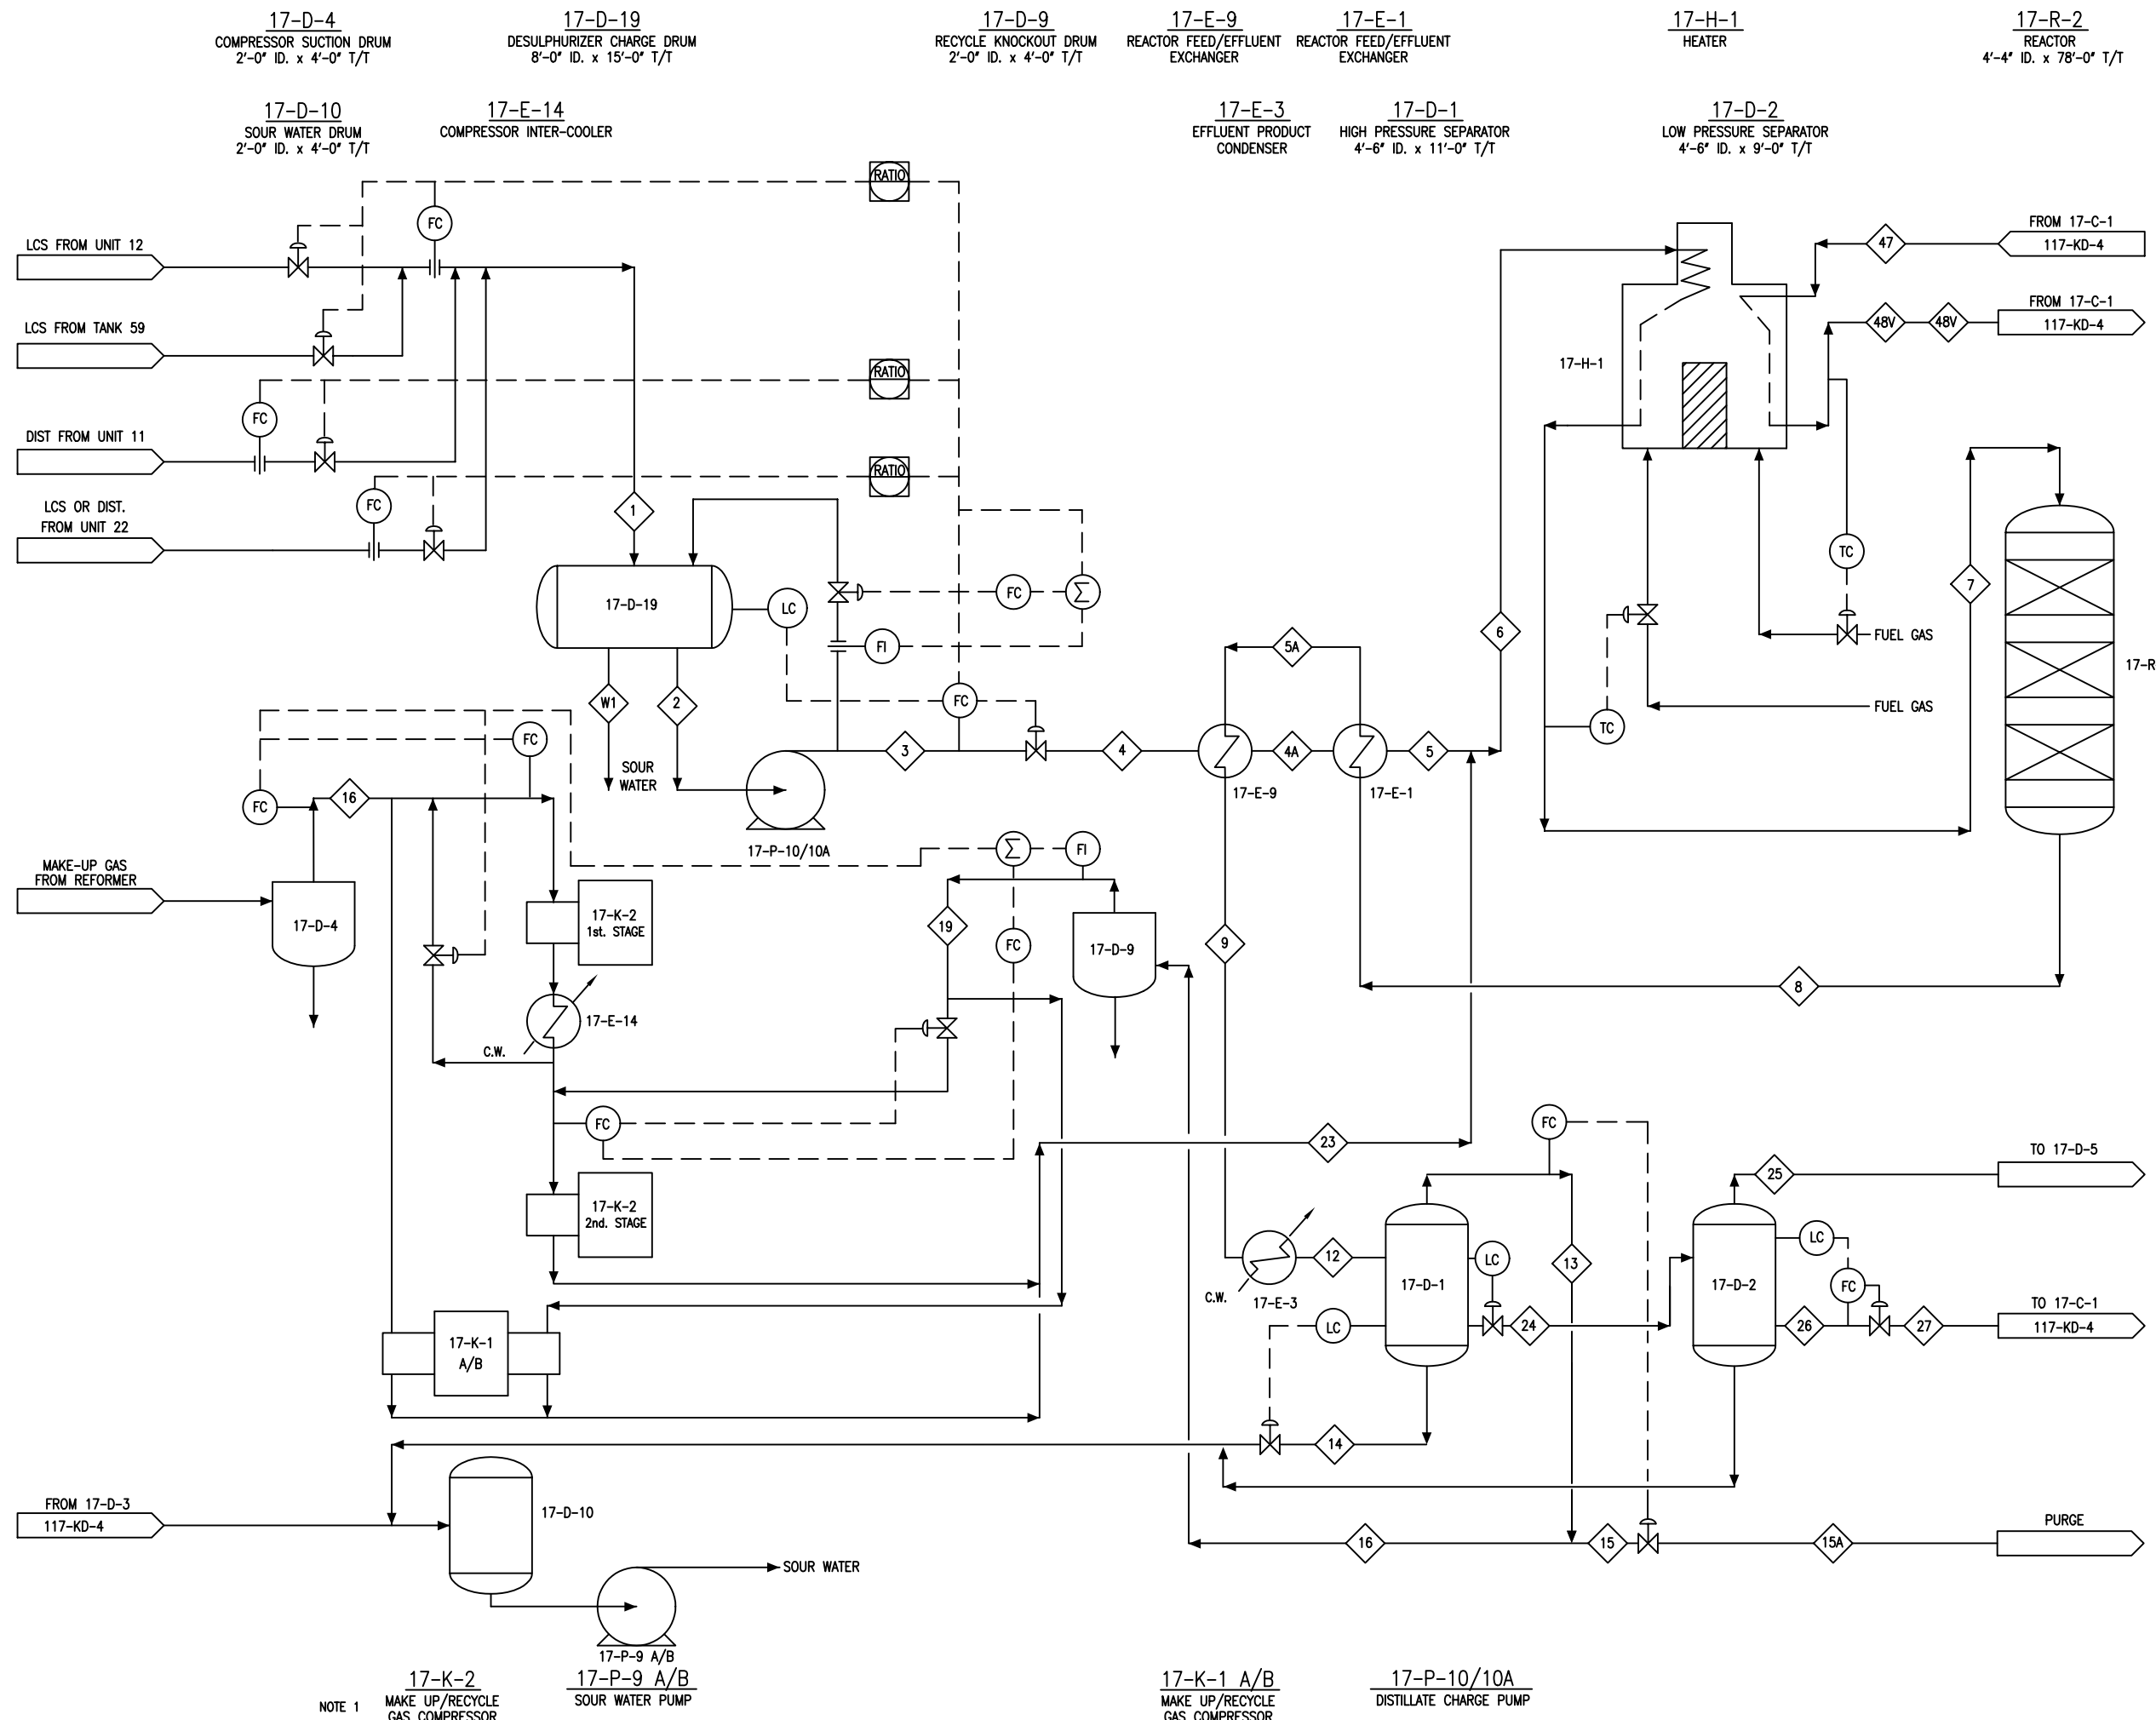 17-D-4
COMPRESSOR SUCTION DRUM
2'-0" ID. x 4'-0" T/T
17-D-19
DESULPHURIZER CHARGE DRUM
8'-0" ID. x 15'-0" T/T
17-D-9
RECYCLE KNOCKOUT DRUM
2'-0" ID. x 4'-0" T/T
17-E-9
REACTOR FEED/EFFLUENT
EXCHANGER
17-E-1
REACTOR FEED/EFFLUENT
EXCHANGER
17-H-1
HEATER
17-R-2
REACTOR
4'-4" ID. x 78'-0" T/T
17-D-10
SOUR WATER DRUM
2'-0" ID. x 4'-0" T/T
17-E-14
COMPRESSOR INTER-COOLER
17-E-3
EFFLUENT PRODUCT
CONDENSER
17-D-1
HIGH PRESSURE SEPARATOR
4'-6" ID. x 11'-0" T/T
17-D-2
LOW PRESSURE SEPARATOR
4'-6" ID. x 9'-0" T/T
RATIO
FC
LCS FROM UNIT 12
LCS FROM TANK 59
RATIO
FC
DIST FROM UNIT 11
RATIO
FC
LCS OR DIST.
FROM UNIT 22
1
47
FROM 17-C-1
117-KD-4
48V
48V
FROM 17-C-1
117-KD-4
17-H-1
TC
7
FUEL GAS
FUEL GAS
TC
17-R
17-D-19
LC
FC
Σ
FI
W1
2
SOUR
WATER
FC
3
4
5A
4A
5
6
17-E-9
17-E-1
17-P-10/10A
8
9
FC
FC
16
MAKE-UP GAS
FROM REFORMER
17-D-4
17-K-2
1st. STAGE
17-E-14
C.W.
Σ
FI
19
FC
17-D-9
FC
17-K-2
2nd. STAGE
23
FC
13
25
TO 17-D-5
12
C.W.
17-E-3
17-D-1
LC
LC
24
17-D-2
LC
FC
26
27
TO 17-C-1
117-KD-4
17-K-1
A/B
14
FROM 17-D-3
117-KD-4
17-D-10
16
15
15A
PURGE
SOUR WATER
17-P-9 A/B
NOTE 1
17-K-2
MAKE UP/RECYCLE
GAS COMPRESSOR
17-P-9 A/B
SOUR WATER PUMP
17-K-1 A/B
MAKE UP/RECYCLE
GAS COMPRESSOR
17-P-10/10A
DISTILLATE CHARGE PUMP